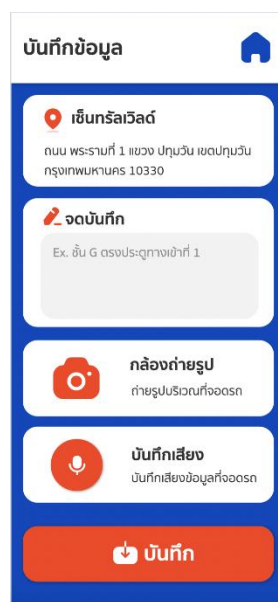 บันทึกข้อมูล
เซ็นทรัลเวิลด์
ถนน พระรามที่ 1 แขวง ปทุมวัน เขตปทุมวัน
กรุงเทพมหานคร 10330
จดบันทึก
Ex. ชั้น G ตรงประตูทางเข้าที่ 1
กล้องถ่ายรูป
ถ่ายรูปบริเวณที่จอดรถ
บันทึกเสียง
บันทึกเสียงข้อมูลที่จอดรถ
บันทึก